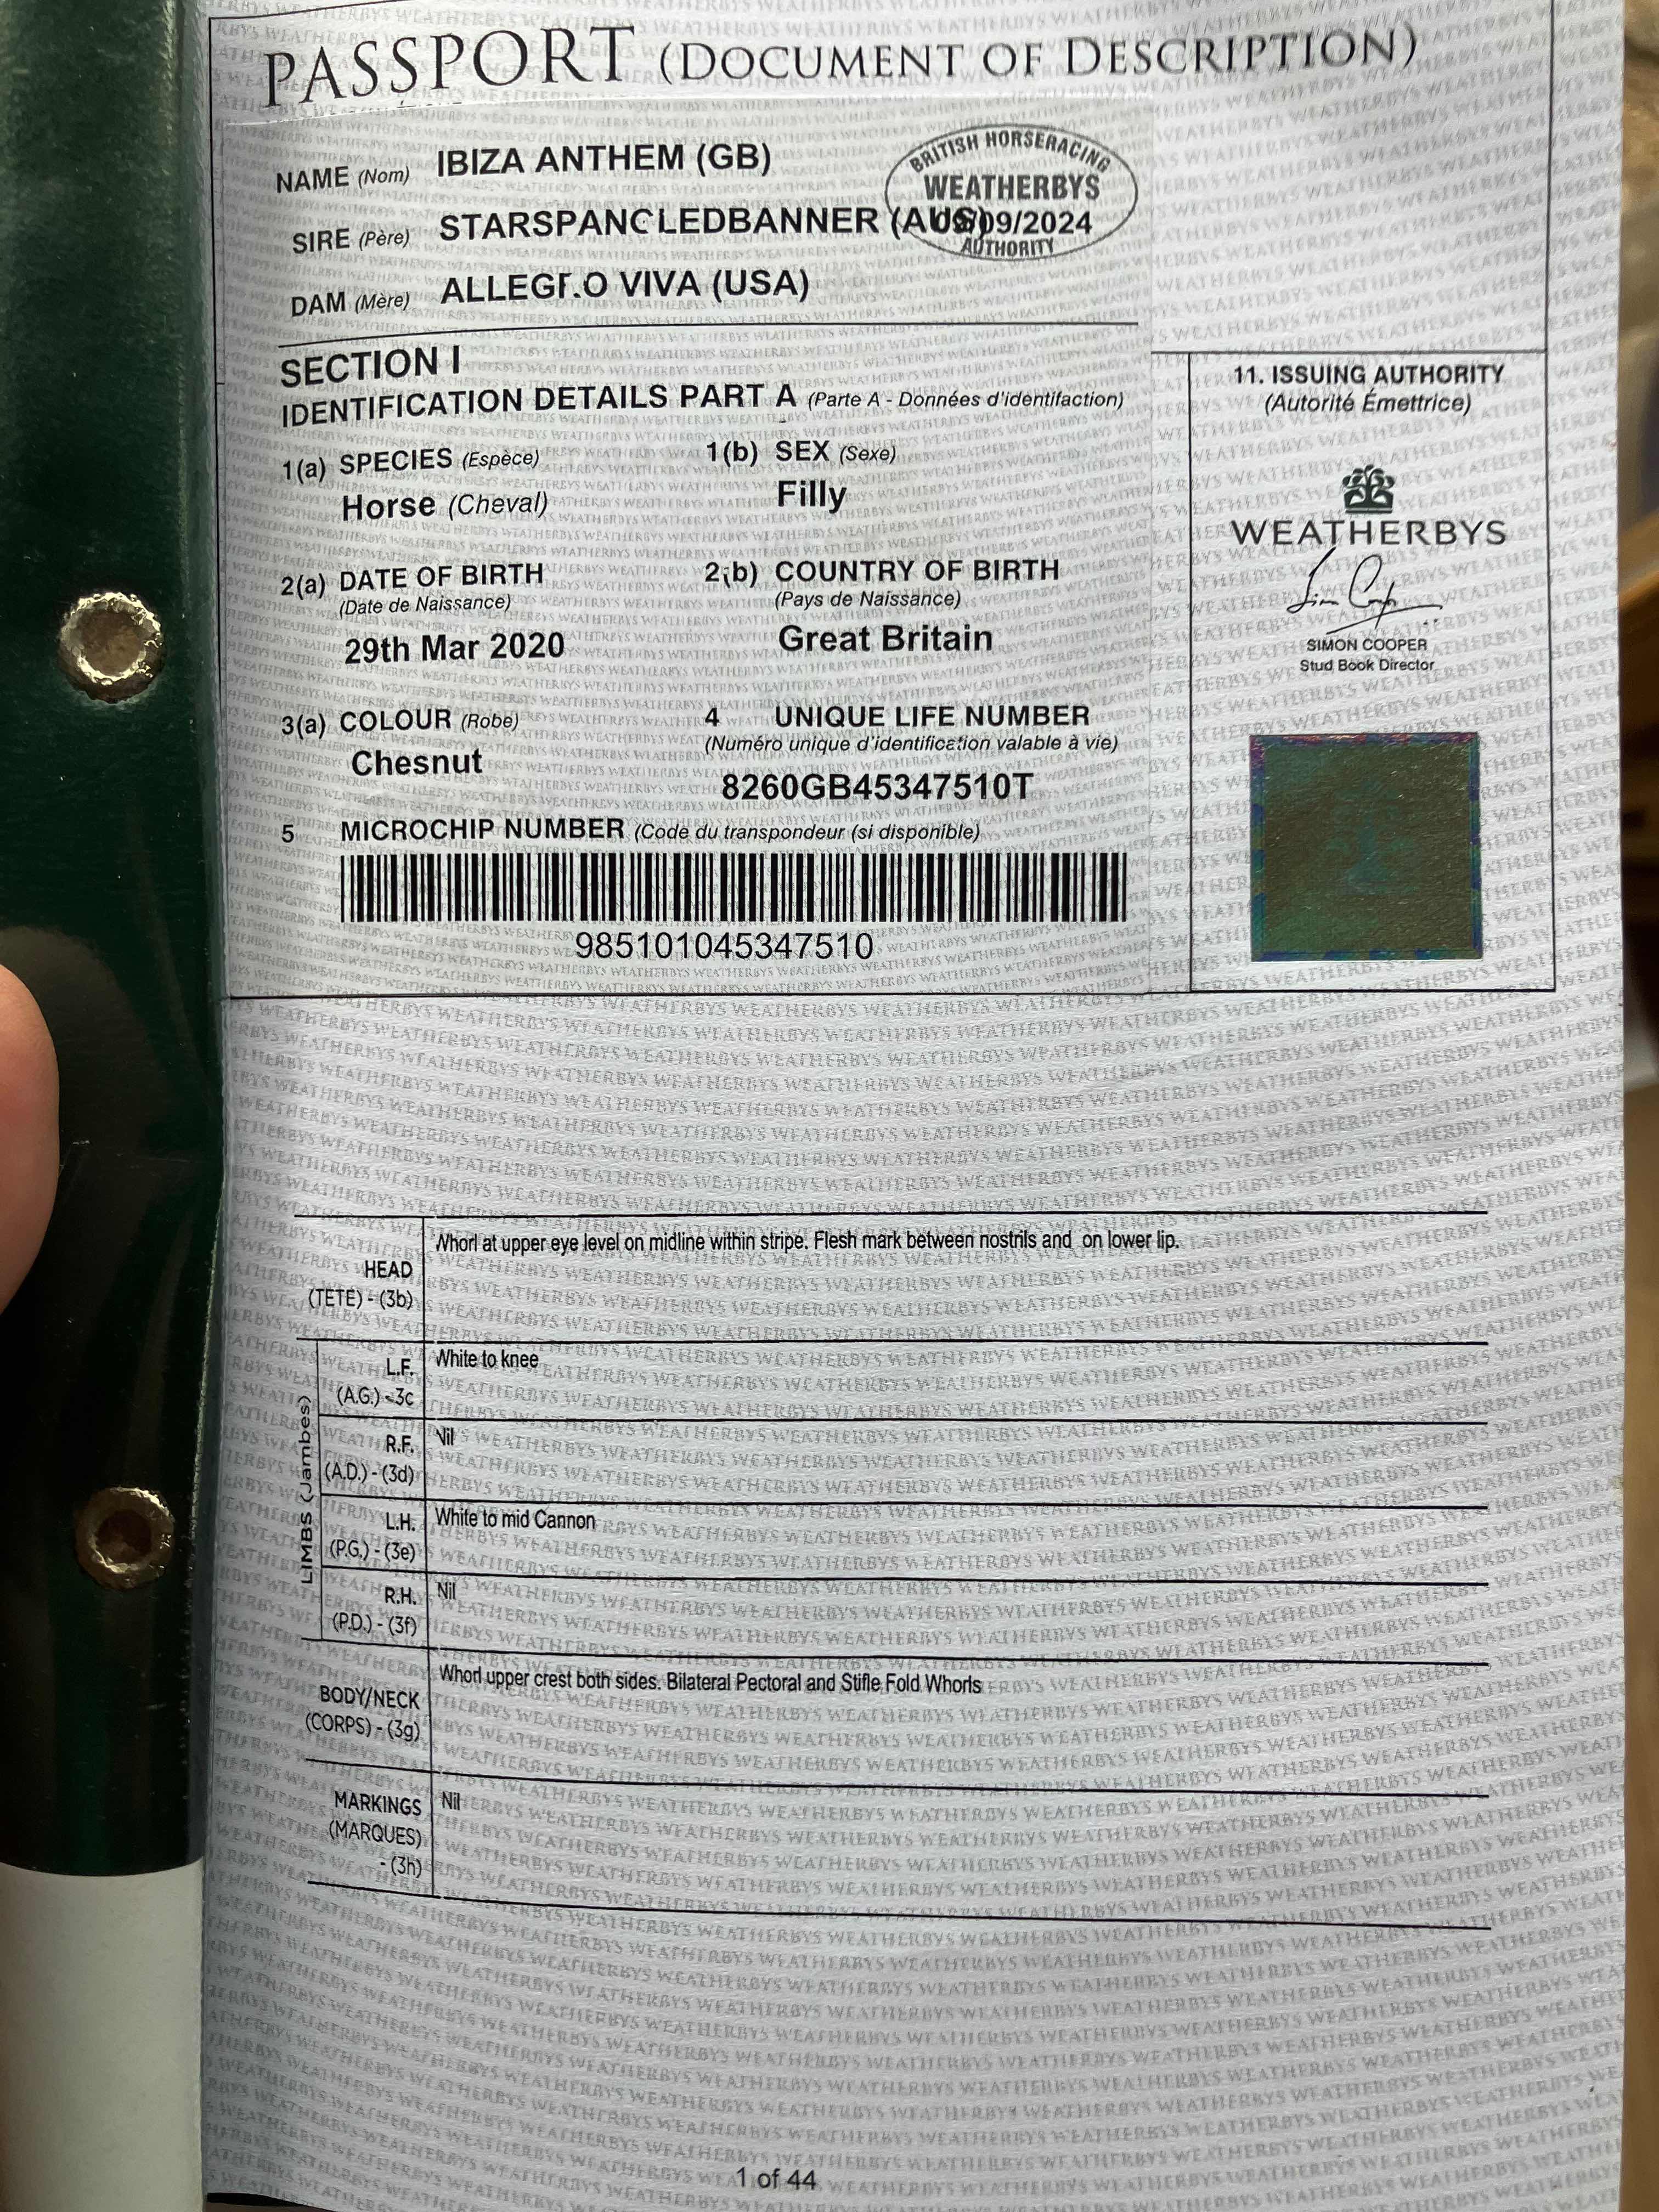 PASSPORT (DOCUMENT OF DESCRIPTION)
NAME (Nom) IBIZA ANTHEM (GB)
SIRE (Père) STARSPANGLEDBANNER (AUS)
DAM (Mère) ALLEGRO VIVA (USA)
BRITISH HORSERACING
WEATHERBYS
/09/2024
AUTHORITY
SECTION I
IDENTIFICATION DETAILS PART A (Parte A - Données d'identifaction)
1(a) SPECIES (Espèce)
Horse (Cheval)
1(b) SEX (Sexe)
Filly
2(a) DATE OF BIRTH
(Date de Naissance)
29th Mar 2020
2(b) COUNTRY OF BIRTH
(Pays de Naissance)
Great Britain
3(a) COLOUR (Robe)
Chesnut
4 UNIQUE LIFE NUMBER
(Numéro unique d'identification valable à vie)
8260GB45347510T
5 MICROCHIP NUMBER (Code du transpondeur (si disponible)
985101045347510
11. ISSUING AUTHORITY
(Autorité Émettrice)
WEATHERBYS
SIMON COOPER
Stud Book Director
HEAD
(TETE) - (3b)
Whorl at upper eye level on midline within stripe. Flesh mark between nostrils and on lower lip.
LIMBS (Jambes)
L.F.
(A.G.) -3c
White to knee
R.F.
(A.D.) - (3d)
Nil
L.H.
(P.G.) - (3e)
White to mid Cannon
R.H.
(P.D.) - (3f)
Nil
BODY/NECK
(CORPS) - (3g)
Whorl upper crest both sides. Bilateral Pectoral and Stifle Fold Whorls
MARKINGS
(MARQUES)
- (3h)
Nil
1 of 44